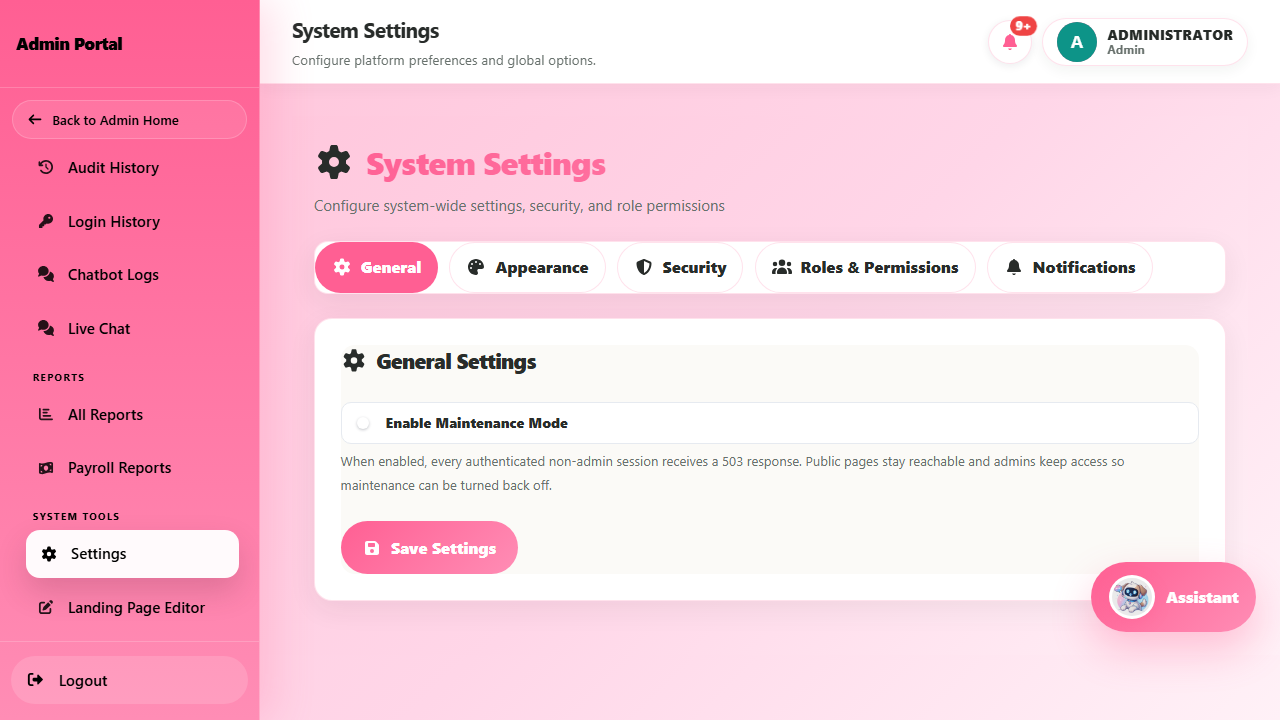 Admin Portal
Back to Admin Home
Audit History
Login History
Chatbot Logs
Live Chat
REPORTS
All Reports
Payroll Reports
SYSTEM TOOLS
Settings
Landing Page Editor
Logout
System Settings
Configure platform preferences and global options.
9+
A
ADMINISTRATOR
Admin
System Settings
Configure system-wide settings, security, and role permissions
General
Appearance
Security
Roles & Permissions
Notifications
General Settings
Enable Maintenance Mode
When enabled, every authenticated non-admin session receives a 503 response. Public pages stay reachable and admins keep access so
maintenance can be turned back off.
Save Settings
Assistant